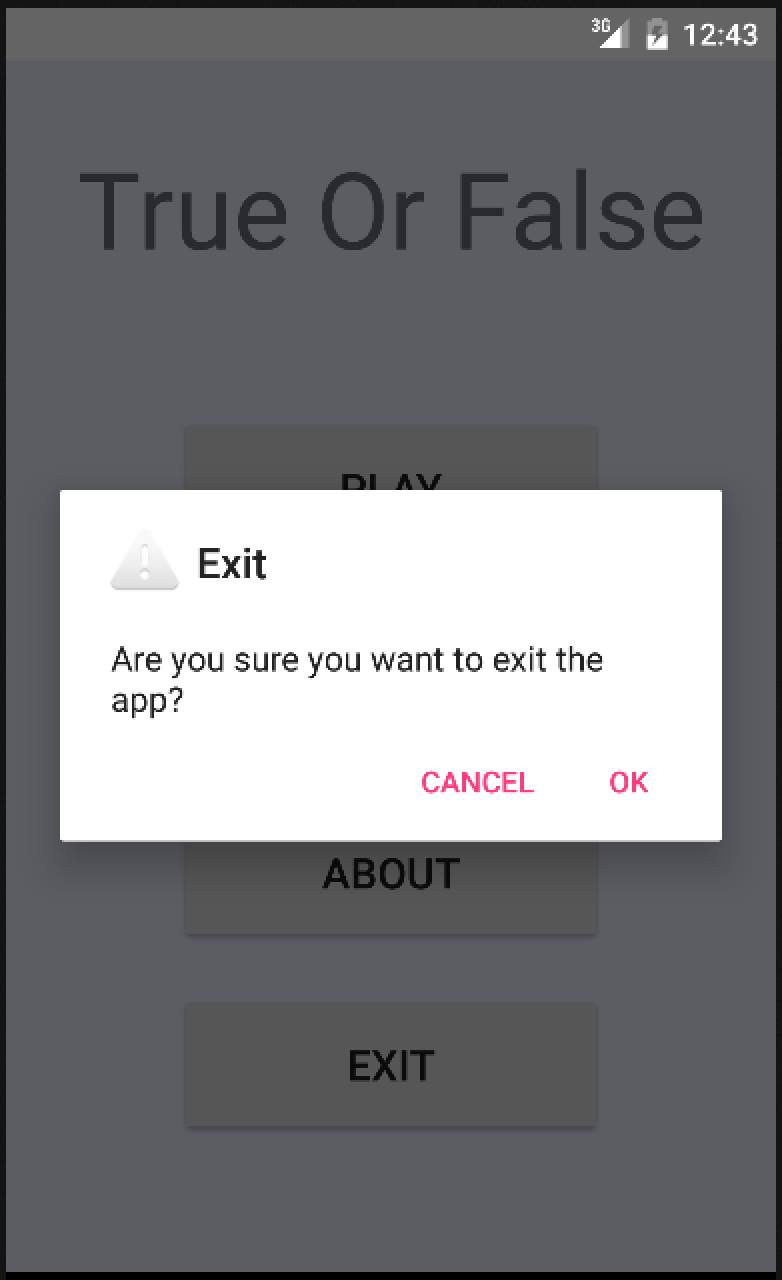 3G 12:43
True Or False
PLAY
Exit
Are you sure you want to exit the
app?
CANCEL OK
ABOUT
EXIT